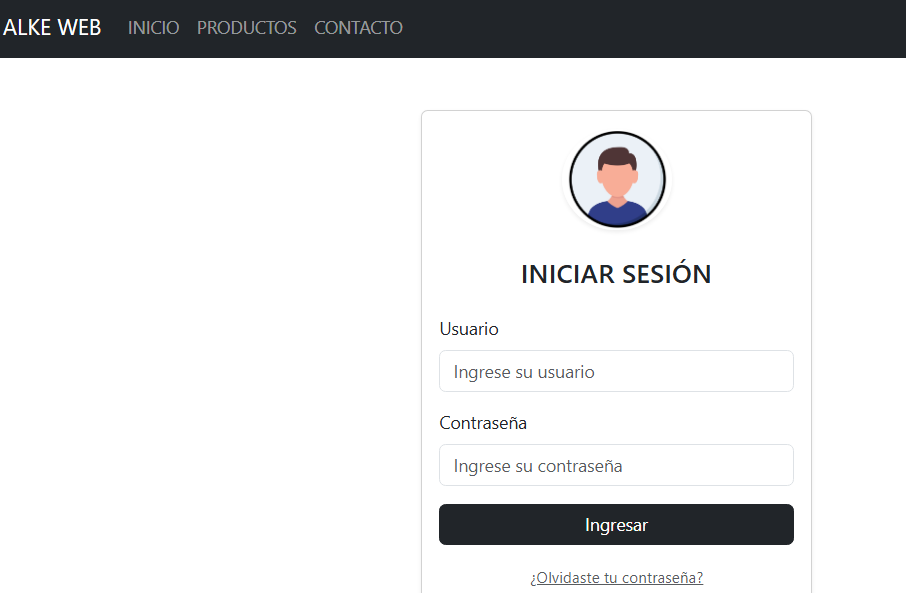 ALKE WEB INICIO PRODUCTOS CONTACTO
INICIAR SESIÓN
Usuario
Ingrese su usuario
Contraseña
Ingrese su contraseña
Ingresar
¿Olvidaste tu contraseña?